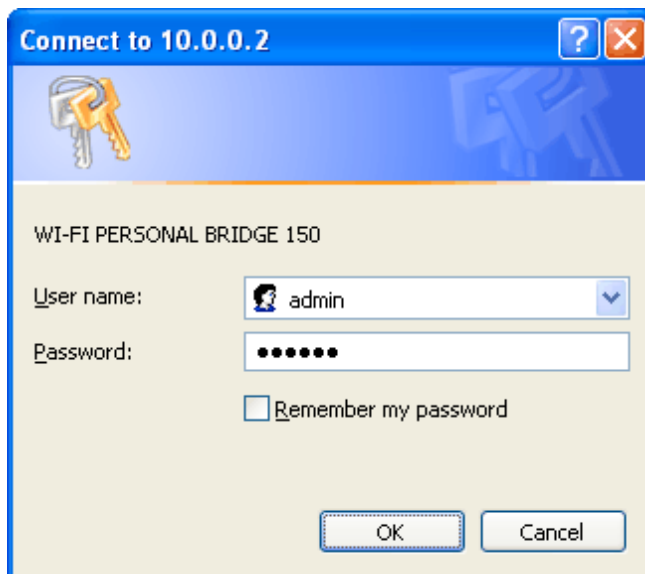 Connect to 10.0.0.2
WI-FI PERSONAL BRIDGE 150
User name:
admin
Password:
••••••
Remember my password
OK
Cancel